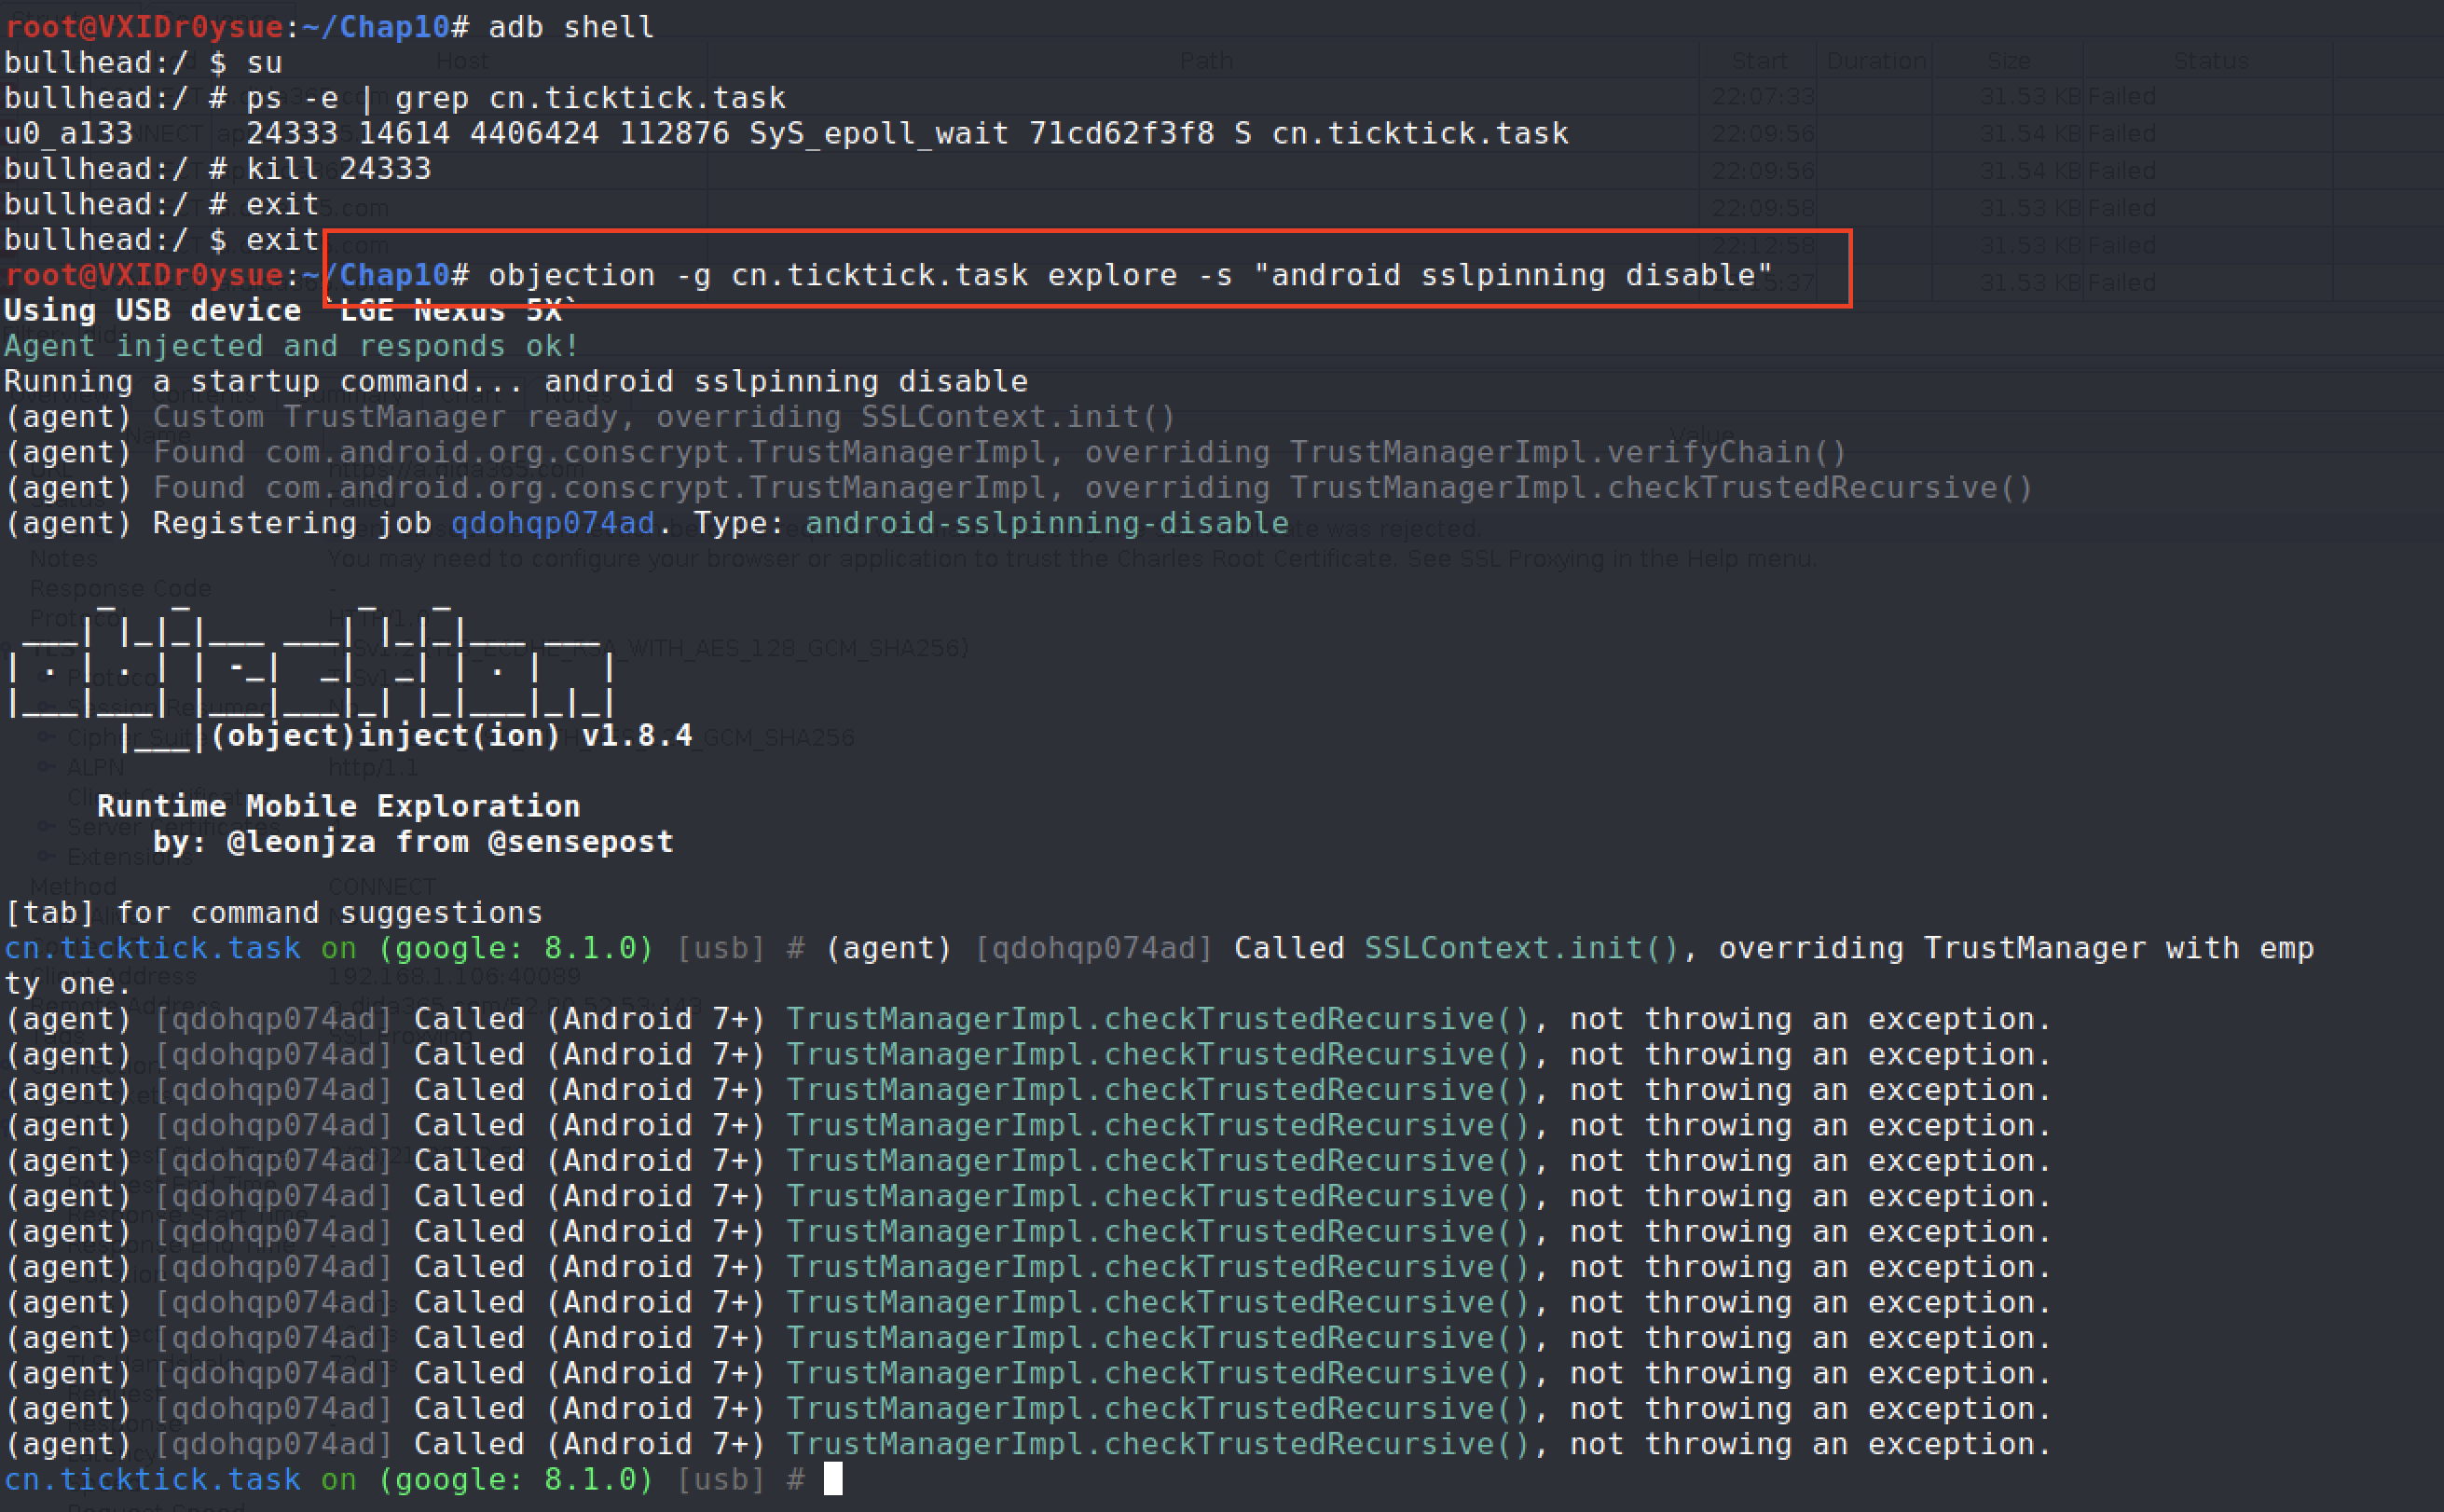 root@VXIDr0ysue:~/Chap10# adb shell
bullhead:/ $ su
bullhead:/ # ps -e | grep cn.ticktick.task
u0_a133      24333 14614 4406424 112876 SyS_epoll_wait 71cd62f3f8 S cn.ticktick.task
bullhead:/ # kill 24333
bullhead:/ # exit
bullhead:/ $ exit
root@VXIDr0ysue:~/Chap10# objection -g cn.ticktick.task explore -s "android sslpinning disable"
Using USB device `LGE Nexus 5X`
Agent injected and responds ok!
Running a startup command... android sslpinning disable
(agent) Custom TrustManager ready, overriding SSLContext.init()
(agent) Found com.android.org.conscrypt.TrustManagerImpl, overriding TrustManagerImpl.verifyChain()
(agent) Found com.android.org.conscrypt.TrustManagerImpl, overriding TrustManagerImpl.checkTrustedRecursive()
(agent) Registering job qdohqp074ad. Type: android-sslpinning-disable
(object)inject(ion) v1.8.4
Runtime Mobile Exploration
by: @leonjza from @sensepost
[tab] for command suggestions
cn.ticktick.task on (google: 8.1.0) [usb] # (agent) [qdohqp074ad] Called SSLContext.init(), overriding TrustManager with emp
ty one.
(agent) [qdohqp074ad] Called (Android 7+) TrustManagerImpl.checkTrustedRecursive(), not throwing an exception.
(agent) [qdohqp074ad] Called (Android 7+) TrustManagerImpl.checkTrustedRecursive(), not throwing an exception.
(agent) [qdohqp074ad] Called (Android 7+) TrustManagerImpl.checkTrustedRecursive(), not throwing an exception.
(agent) [qdohqp074ad] Called (Android 7+) TrustManagerImpl.checkTrustedRecursive(), not throwing an exception.
(agent) [qdohqp074ad] Called (Android 7+) TrustManagerImpl.checkTrustedRecursive(), not throwing an exception.
(agent) [qdohqp074ad] Called (Android 7+) TrustManagerImpl.checkTrustedRecursive(), not throwing an exception.
(agent) [qdohqp074ad] Called (Android 7+) TrustManagerImpl.checkTrustedRecursive(), not throwing an exception.
(agent) [qdohqp074ad] Called (Android 7+) TrustManagerImpl.checkTrustedRecursive(), not throwing an exception.
(agent) [qdohqp074ad] Called (Android 7+) TrustManagerImpl.checkTrustedRecursive(), not throwing an exception.
(agent) [qdohqp074ad] Called (Android 7+) TrustManagerImpl.checkTrustedRecursive(), not throwing an exception.
(agent) [qdohqp074ad] Called (Android 7+) TrustManagerImpl.checkTrustedRecursive(), not throwing an exception.
(agent) [qdohqp074ad] Called (Android 7+) TrustManagerImpl.checkTrustedRecursive(), not throwing an exception.
(agent) [qdohqp074ad] Called (Android 7+) TrustManagerImpl.checkTrustedRecursive(), not throwing an exception.
cn.ticktick.task on (google: 8.1.0) [usb] #